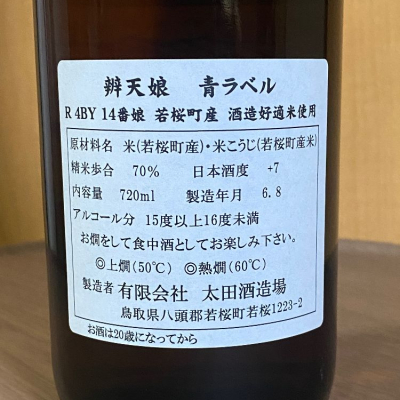 辨天娘 青ラベル
R 4BY 14番娘 若桜町産 酒造好適米使用
原材料名 米(若桜町産)・米こうじ(若桜町産米)
精米歩合 70% 日本酒度 +7
内容量 720ml 製造年月 6.8
アルコール分 15度以上16度未満
お燗をして食中酒としてお楽しみ下さい。
◎上燗(50℃) ◎熱燗(60℃)
製造者 有限会社 太田酒造場
鳥取県八頭郡若桜町若桜1223-2
お酒は20歳になってから